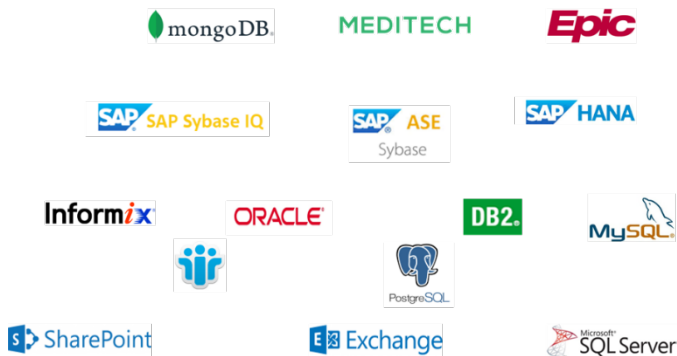 mongoDB®
MEDITECH
Epic
SAP® SAP Sybase IQ
SAP® ASE
Sybase
SAP HANA
Informix®
ORACLE®
DB2®
MySQL®
PostgreSQL
S SharePoint
E Exchange
Microsoft®
SQL Server